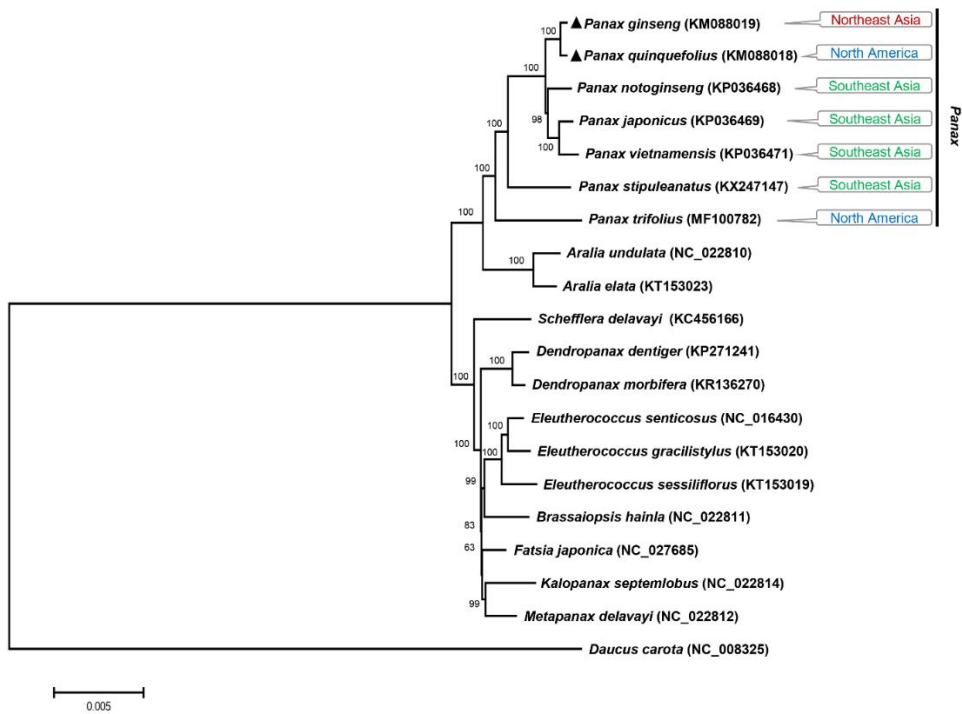 ▲Panax ginseng (KM088019) Northeast Asia
100
▲Panax quinquefolius (KM088018) North America
100
Panax notoginseng (KP036468) Southeast Asia
98
Panax japonicus (KP036469) Southeast Asia
100
100
Panax vietnamensis (KP036471) Southeast Asia
100
Panax stipuleanatus (KX247147) Southeast Asia
100
Panax trifolius (MF100782) North America
Panax
Aralia undulata (NC_022810)
100
Aralia elata (KT153023)
Schefflera delavayi (KC456166)
Dendropanax dentiger (KP271241)
100
100
Dendropanax morbifera (KR136270)
Eleutherococcus senticosus (NC_016430)
100
100
100
Eleutherococcus gracilistylus (KT153020)
99
Eleutherococcus sessiliflorus (KT153019)
Brassaiopsis hainla (NC_022811)
83
63
Fatsia japonica (NC_027685)
Kalopanax septemlobus (NC_022814)
99
Metapanax delavayi (NC_022812)
Daucus carota (NC_008325)
0.005